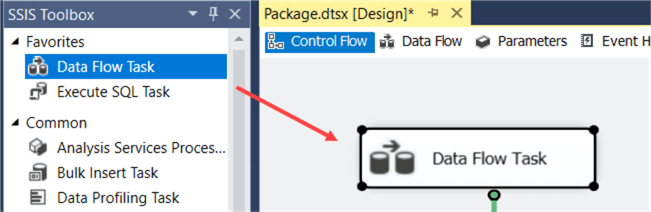 SSIS Toolbox
Favorites
Data Flow Task
Execute SQL Task
Common
Analysis Services Proces...
Bulk Insert Task
Data Profiling Task
Package.dtsx [Design]*
Control Flow Data Flow Parameters Event H
Data Flow Task